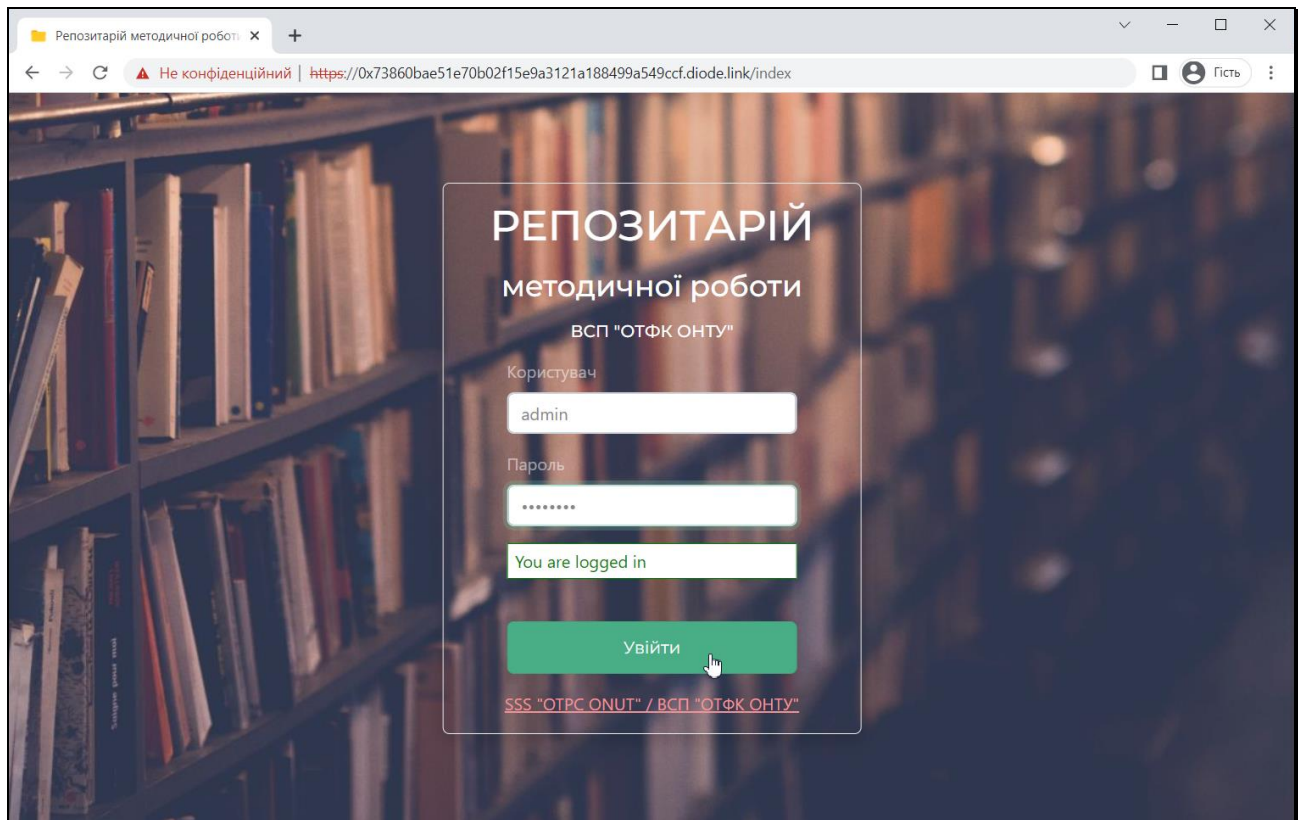 Репозитарій методичної робот
Не конфіденційний | https://0x73860bae51e70b02f15e9a3121a188499a549ccf.diode.link/index
Гість
РЕПОЗИТАРІЙ
методичної роботи
ВСП "ОТФК ОНТУ"
Користувач
admin
Пароль
••••••••
You are logged in
Увійти
SSS "OTPC ONUT" / ВСП "ОТФК ОНТУ"